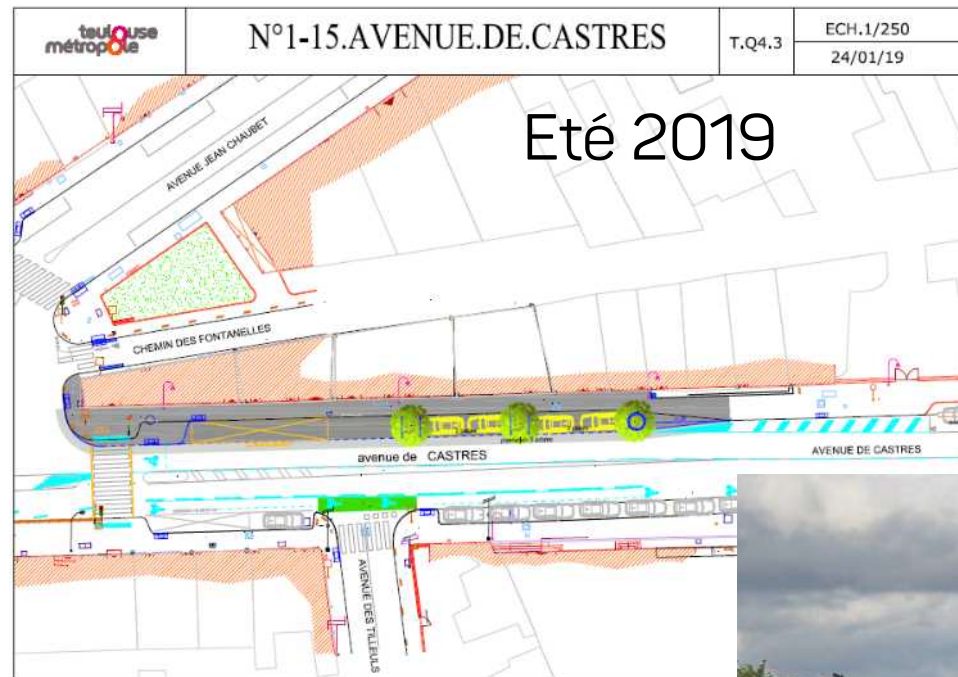 toulouse
métropole
N°1-15.AVENUE.DE.CASTRES
T.Q4.3
ECH.1/250
24/01/19
Eté 2019
AVENUE JEAN CHAUBET
CHEMIN DES FONTANELLES
avenue de CASTRES
AVENUE DE CASTRES
AVENUE DES TILLEULS